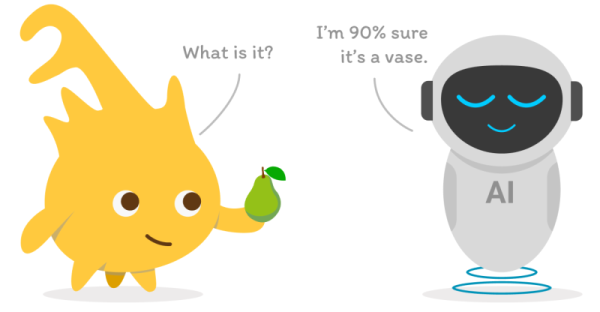 What is it?
I'm 90% sure
it's a vase.
AI